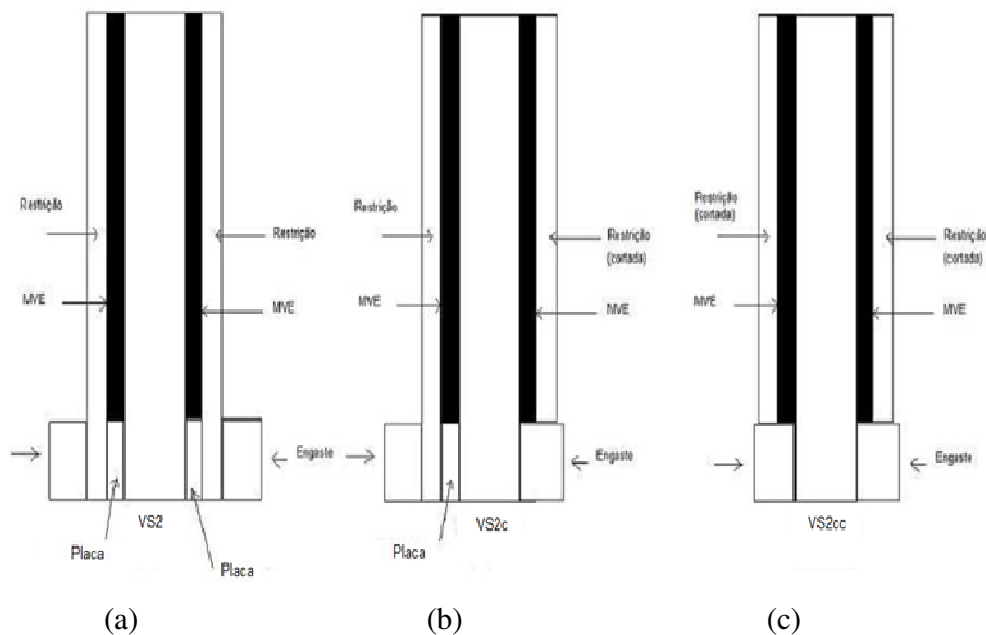 Restrição
Restrição
MVE
MVE
Engaste
VS2
Placa
Placa
(a)
Restrição
Restrição
(cortada)
MVE
MVE
Engaste
VS2c
Placa
(b)
Restrição
(cortada)
Restrição
(cortada)
MVE
MVE
Engaste
VS2cc
(c)